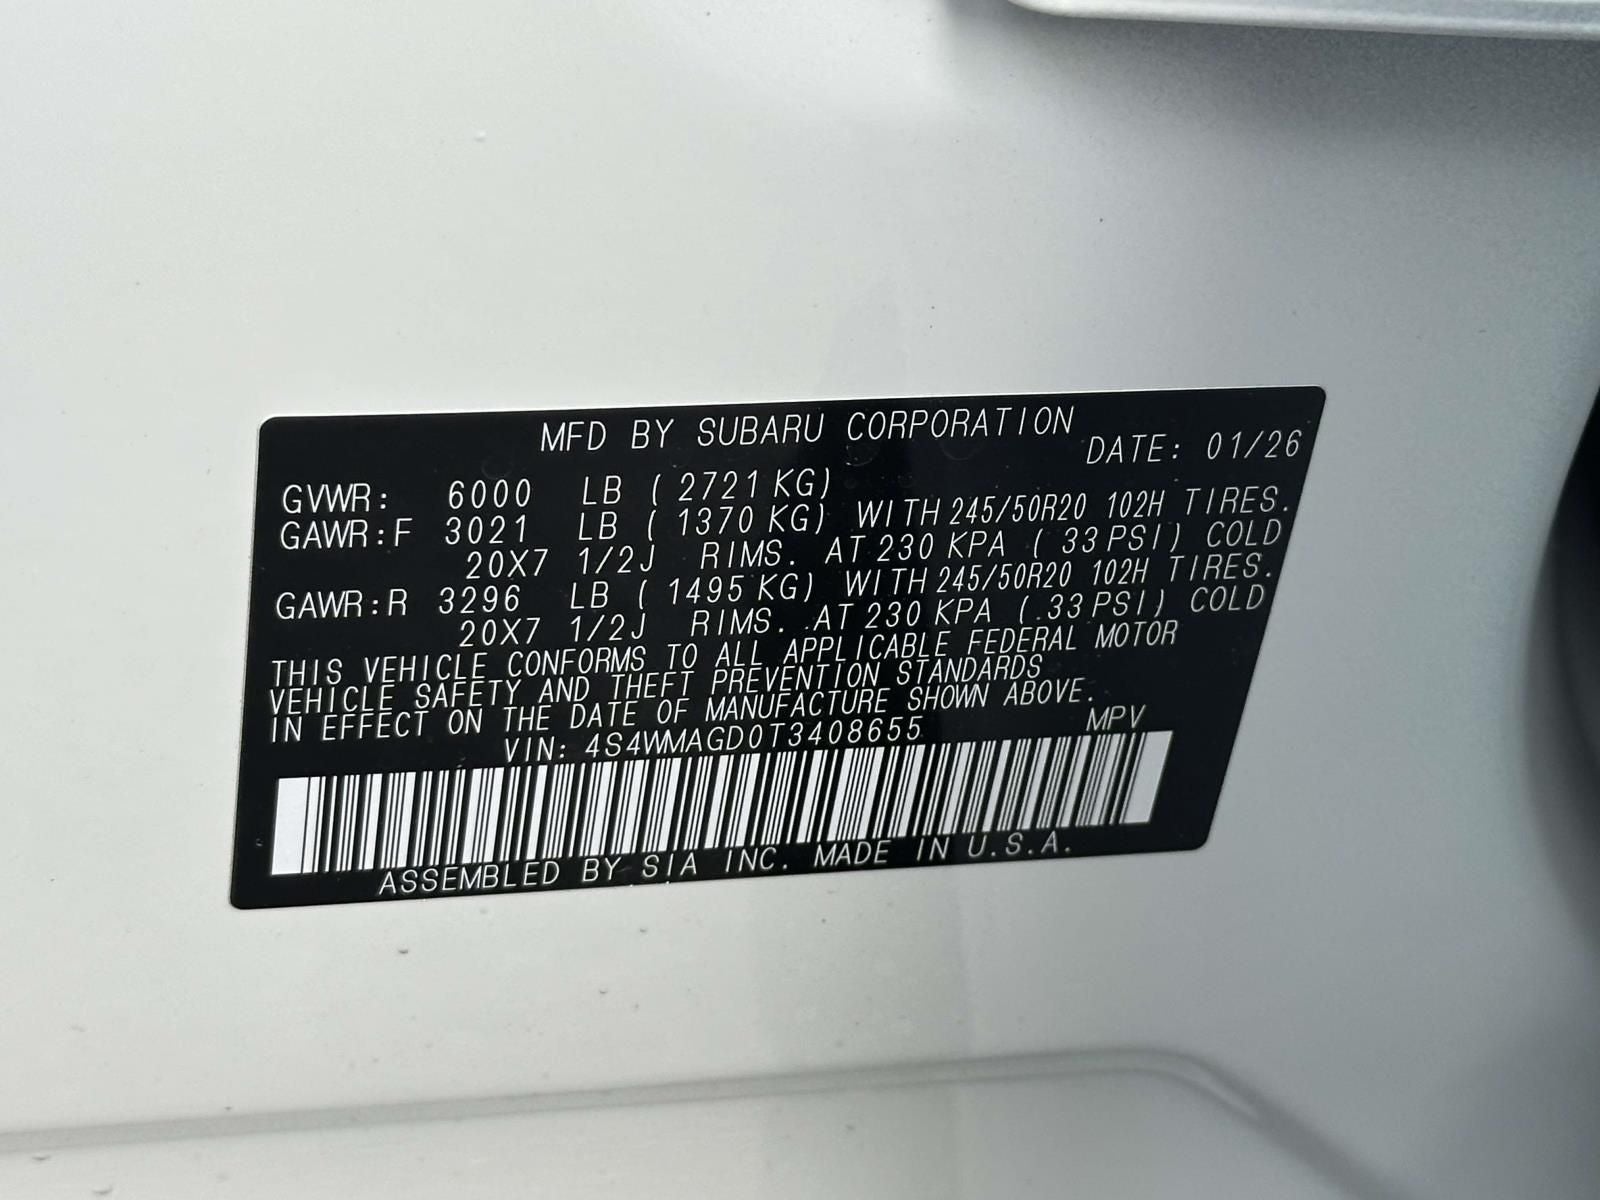 MFD BY SUBARU CORPORATION
DATE: 01/26
GVWR: 6000 LB ( 2721 KG)
GAWR:F 3021 LB ( 1370 KG) WITH 245/50R20 102H TIRES.
20X7 1/2J RIMS. AT 230 KPA ( 33 PSI) COLD
GAWR:R 3296 LB ( 1495 KG) WITH 245/50R20 102H TIRES.
20X7 1/2J RIMS. AT 230 KPA ( 33 PSI) COLD
THIS VEHICLE CONFORMS TO ALL APPLICABLE FEDERAL MOTOR
VEHICLE SAFETY AND THEFT PREVENTION STANDARDS
IN EFFECT ON THE DATE OF MANUFACTURE SHOWN ABOVE.
VIN: 4S4WMAGD0T3408655 MPV
ASSEMBLED BY SIA INC. MADE IN U.S.A.